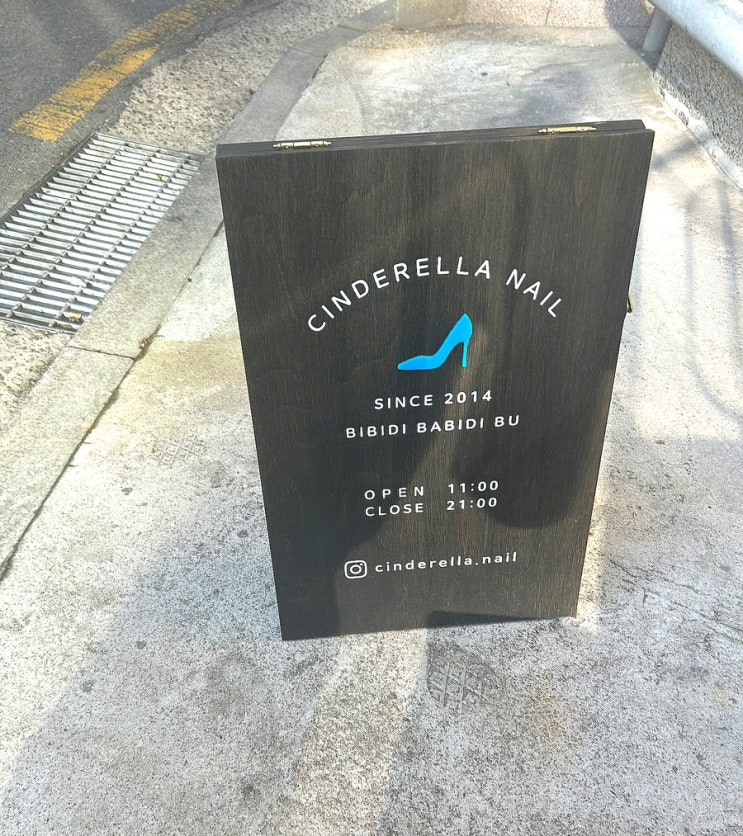 CINDERELLA NAIL
SINCE 2014
BIBIDI BABIDI BU
OPEN 11:00
CLOSE 21:00
cinderella.nail